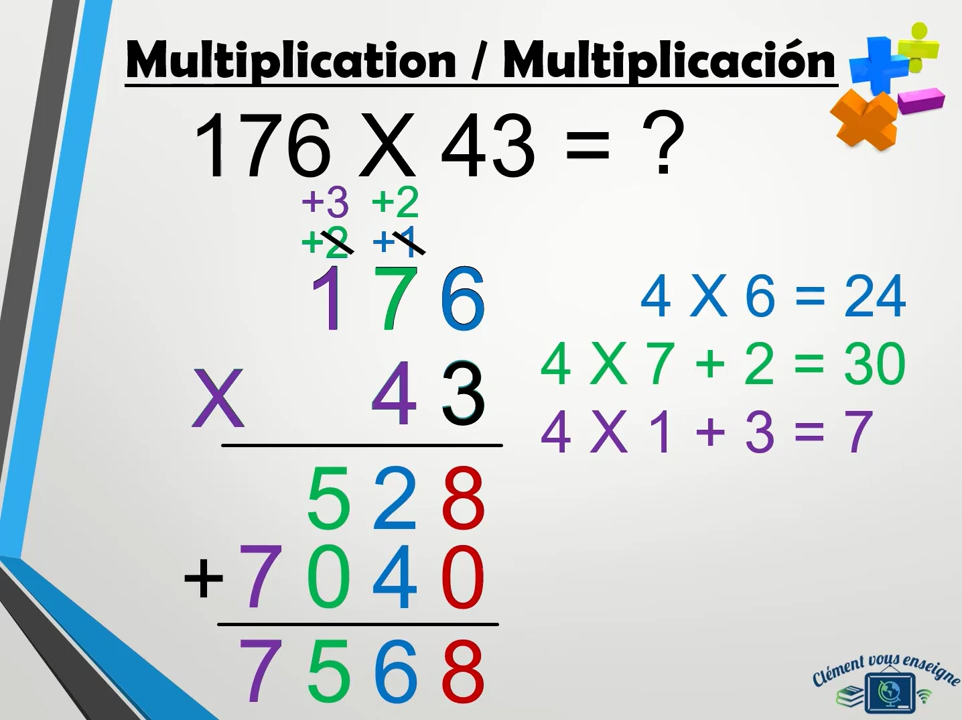 Multiplication / Multiplicación
176 X 43 = ?
+3 +2
+2 +1
1 7 6
4 X 6 = 24
4 X 7 + 2 = 30
X 4 3
4 X 1 + 3 = 7
5 2 8
+ 7 0 4 0
7 5 6 8
Clément vous enseigne